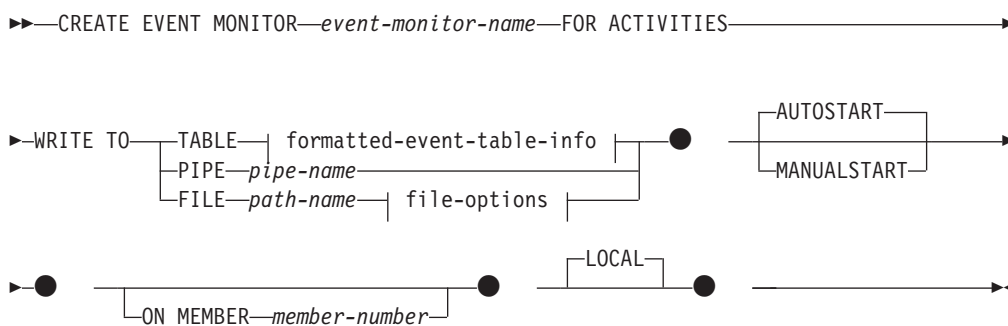 CREATE EVENT MONITOR event-monitor-name FOR ACTIVITIES
AUTOSTART
WRITE TO TABLE formatted-event-table-info
MANUALSTART
PIPE pipe-name
FILE path-name file-options
LOCAL
ON MEMBER member-number